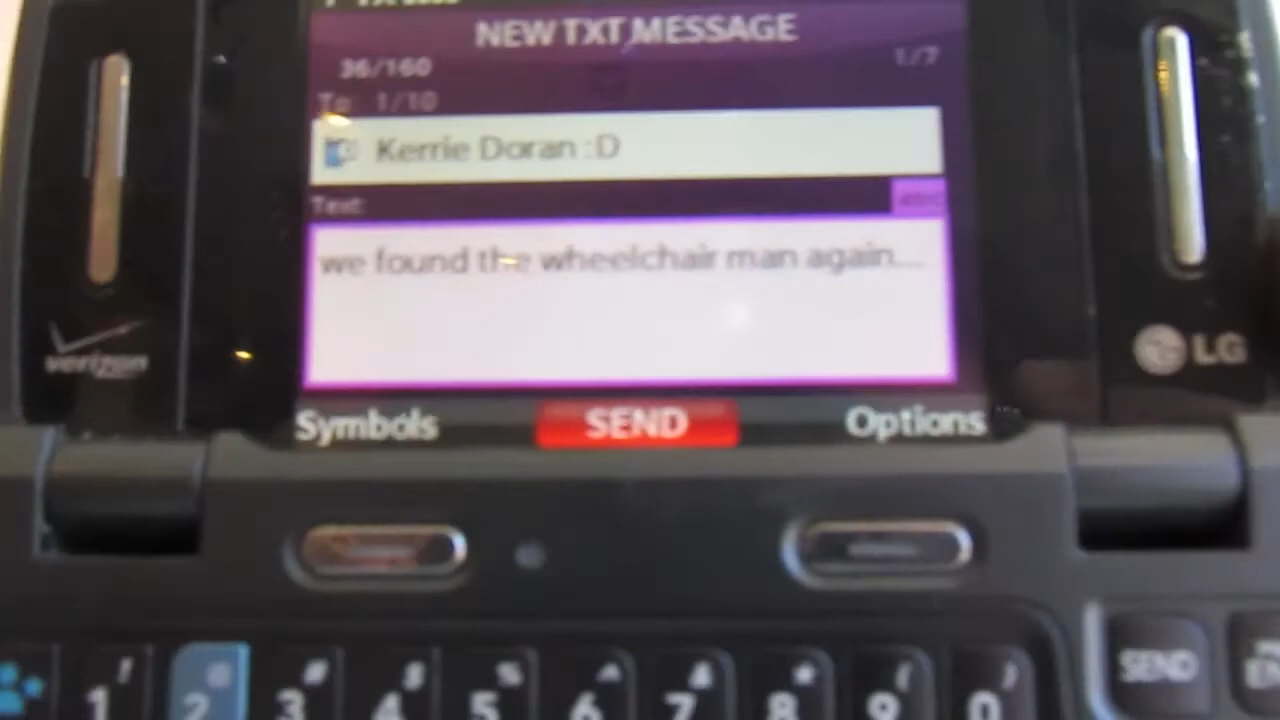 NEW TXT MESSAGE
36/160
1/7
To: 1/10
Kerrie Doran :D
Text:
we found the wheelchair man again....
Symbols
SEND
Options
verizon
LG
! @ # $ % ^ & * ( )
1 2 3 4 5 6 7 8 9 0
SEND